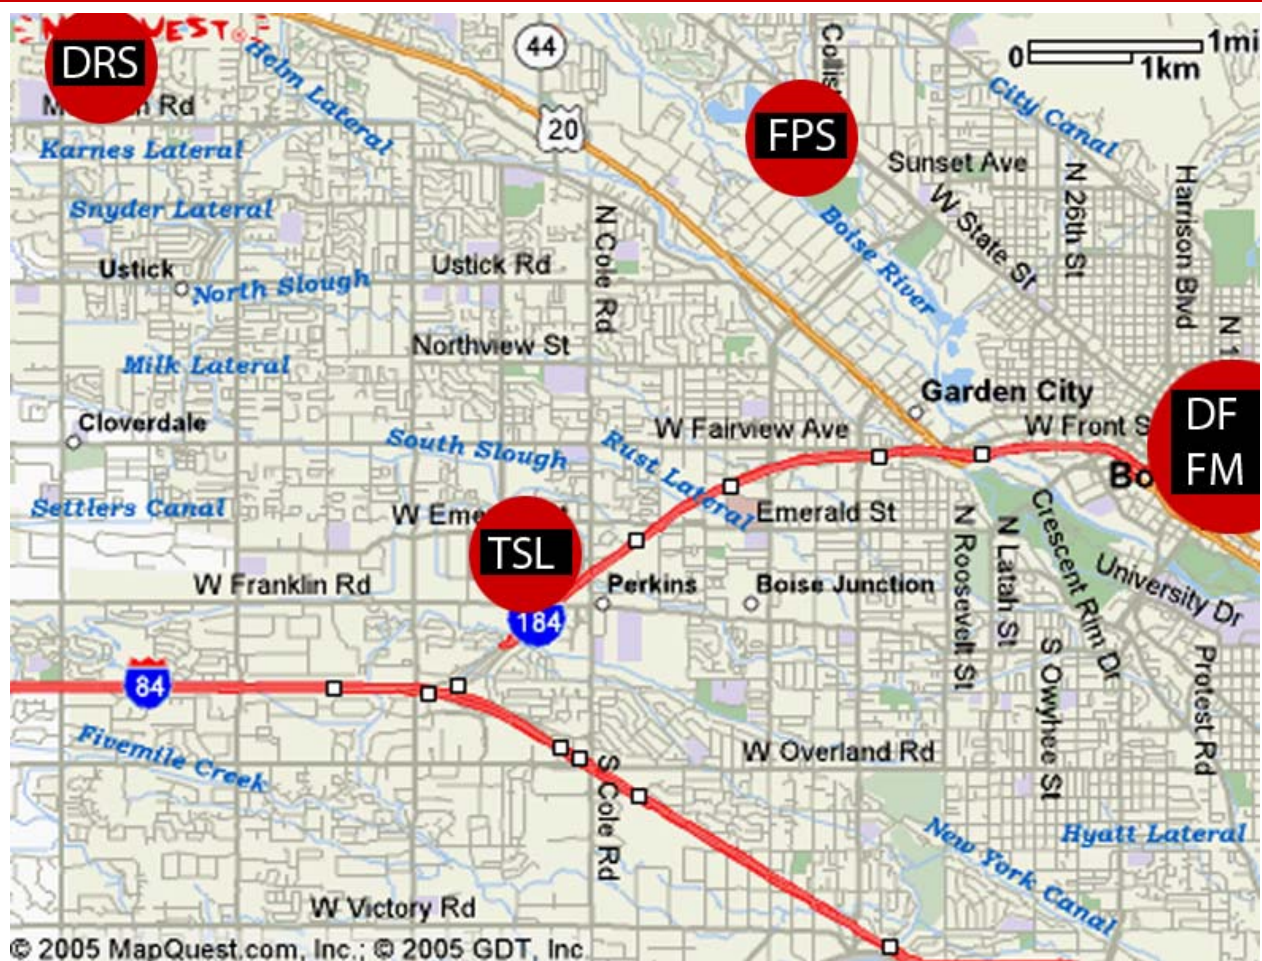 DRS
Helm Lateral
44
Collis
0
1mi
1km
City Canal
Rd
20
FPS
Karnes Lateral
Sunset Ave
N 26th St
Harrison Blvd
W State St
Snyder Lateral
Boise River
N Cole Rd
Ustick
Ustick Rd
North Slough
N 1
Northview St
Milk Lateral
Garden City
Cloverdale
W Fairview Ave
W Front S
DF
FM
South Slough
Rust Lateral
Bo
Settlers Canal
W Eme
Emerald St
Crescent Rim Dr
N Roosevelt St
N Latah St
TSL
W Franklin Rd
Perkins
Boise Junction
University Dr
184
S Owyhee St
Protest Rd
84
Fivemile Creek
W Overland Rd
S Cole Rd
New York Canal
Hyatt Lateral
W Victory Rd
© 2005 MapQuest.com, Inc.; © 2005 GDT, Inc